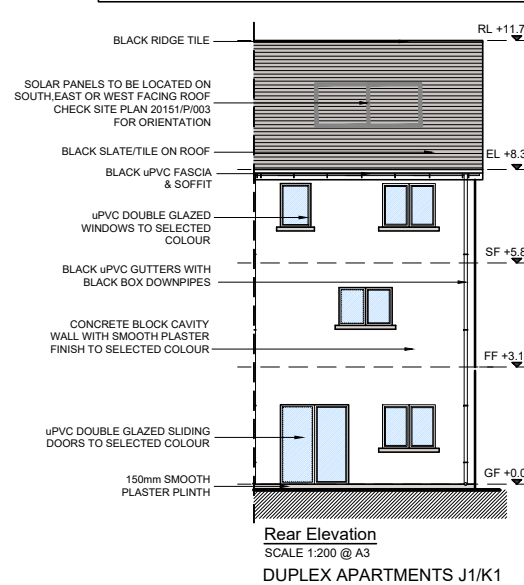 BLACK RIDGE TILE
RL +11.7
SOLAR PANELS TO BE LOCATED ON
SOUTH,EAST OR WEST FACING ROOF
CHECK SITE PLAN 20151/P/003
FOR ORIENTATION
BLACK SLATE/TILE ON ROOF
EL +8.3
BLACK uPVC FASCIA
& SOFFIT
uPVC DOUBLE GLAZED
WINDOWS TO SELECTED
COLOUR
SF +5.8
BLACK uPVC GUTTERS WITH
BLACK BOX DOWNPIPES
CONCRETE BLOCK CAVITY
WALL WITH SMOOTH PLASTER
FINISH TO SELECTED COLOUR
FF +3.1
uPVC DOUBLE GLAZED SLIDING
DOORS TO SELECTED COLOUR
150mm SMOOTH
PLASTER PLINTH
GF +0.0
Rear Elevation
SCALE 1:200 @ A3
DUPLEX APARTMENTS J1/K1